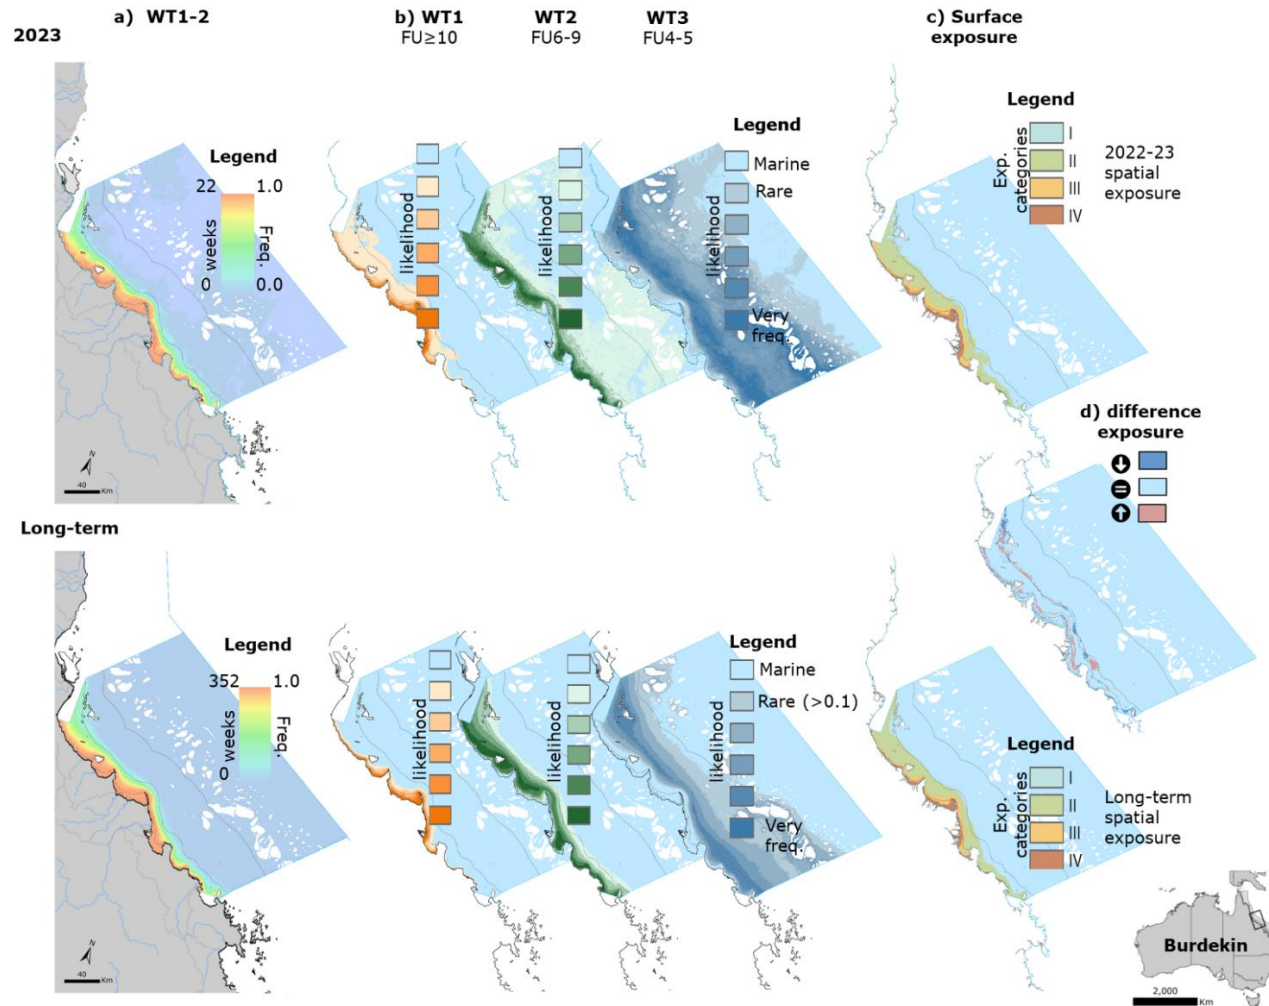 a) WT1-2
b) WT1
FU≥10
WT2
FU6-9
WT3
FU4-5
c) Surface
exposure
2023
Legend
22
1.0
weeks
Freq.
0
0.0
N
40
Km
likelihood
likelihood
Legend
Marine
Rare
likelihood
Very
freq.
Legend
Exp.
categories
I
II
III
IV
2022-23
spatial
exposure
d) difference
exposure
=
Long-term
Legend
352
1.0
weeks
Freq.
0
N
40
Km
likelihood
likelihood
Legend
Marine
Rare (>0.1)
likelihood
Very
freq.
Legend
Exp.
categories
I
II
III
IV
Long-term
spatial
exposure
Burdekin
2,000
Km